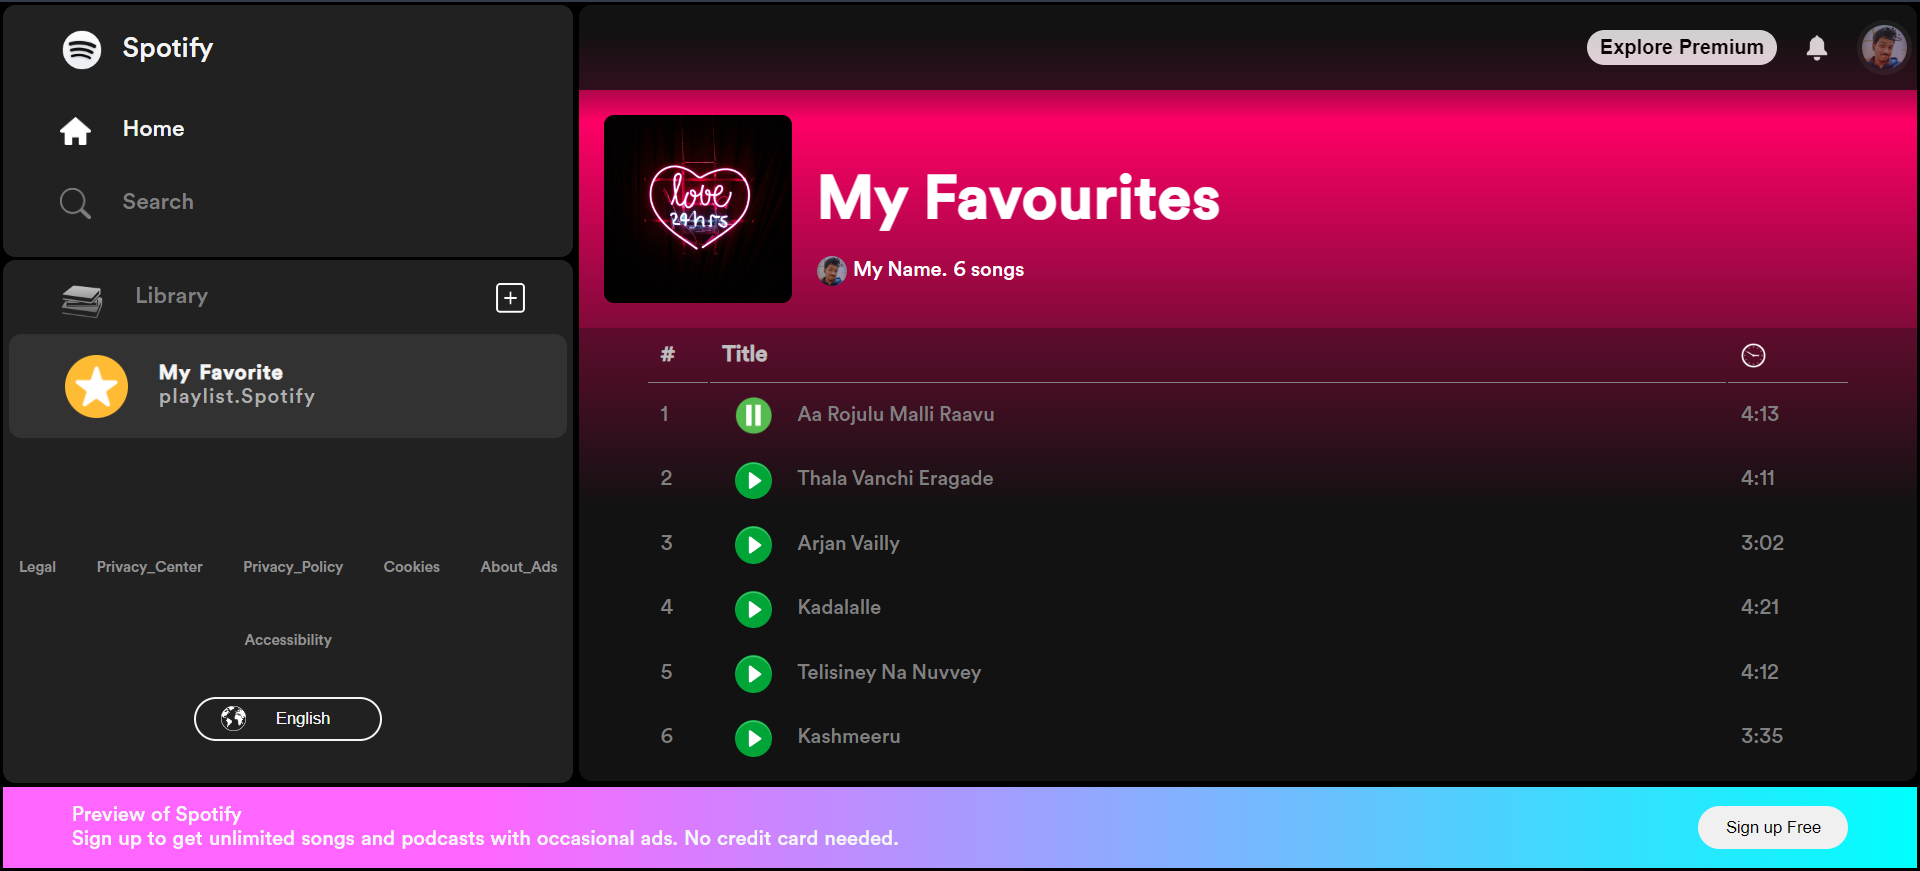 Spotify
Home
Search
Library
My Favorite
playlist.Spotify
Legal Privacy_Center Privacy_Policy Cookies About_Ads
Accessibility
English
Explore Premium
love
24hrs
My Favourites
My Name. 6 songs
# Title
1 Aa Rojulu Malli Raavu 4:13
2 Thala Vanchi Eragade 4:11
3 Arjan Vailly 3:02
4 Kadalalle 4:21
5 Telisiney Na Nuvvey 4:12
6 Kashmeeru 3:35
Preview of Spotify
Sign up to get unlimited songs and podcasts with occasional ads. No credit card needed.
Sign up Free